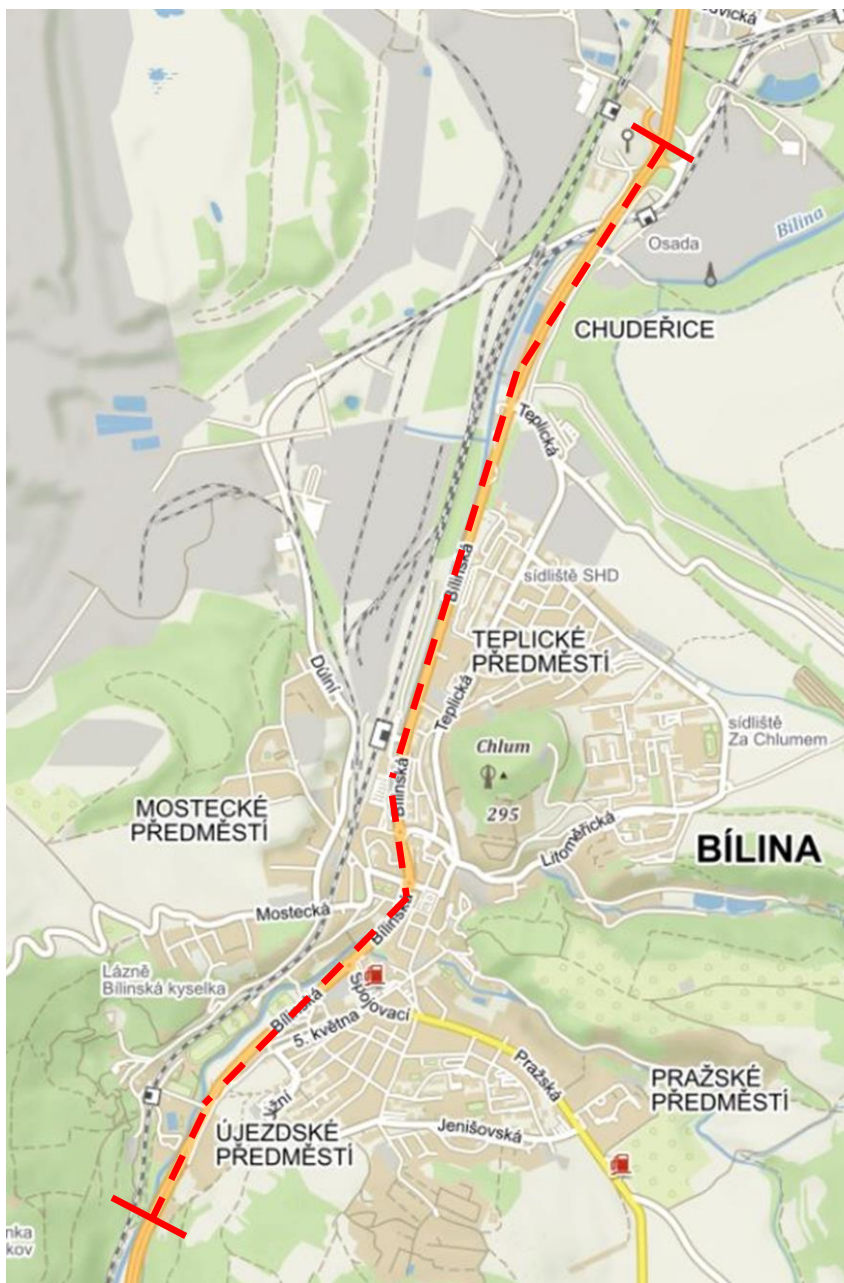 Bílina
Osada
CHUDEŘICE
Teplická
Bílinská
sídliště SHD
TEPLICKÉ
PŘEDMĚSTÍ
Důlní
Teplická
sídliště
Za Chlumem
Chlum
Bílinská
295
MOSTECKÉ
PŘEDMĚSTÍ
Litoměřická
BÍLINA
Mostecká
Bílinská
Lázně
Bílinská kyselka
Bílinská
Spojovací
5. května
Pražská
PRAŽSKÉ
PŘEDMĚSTÍ
Jenišovská
ÚJEZDSKÉ
PŘEDMĚSTÍ